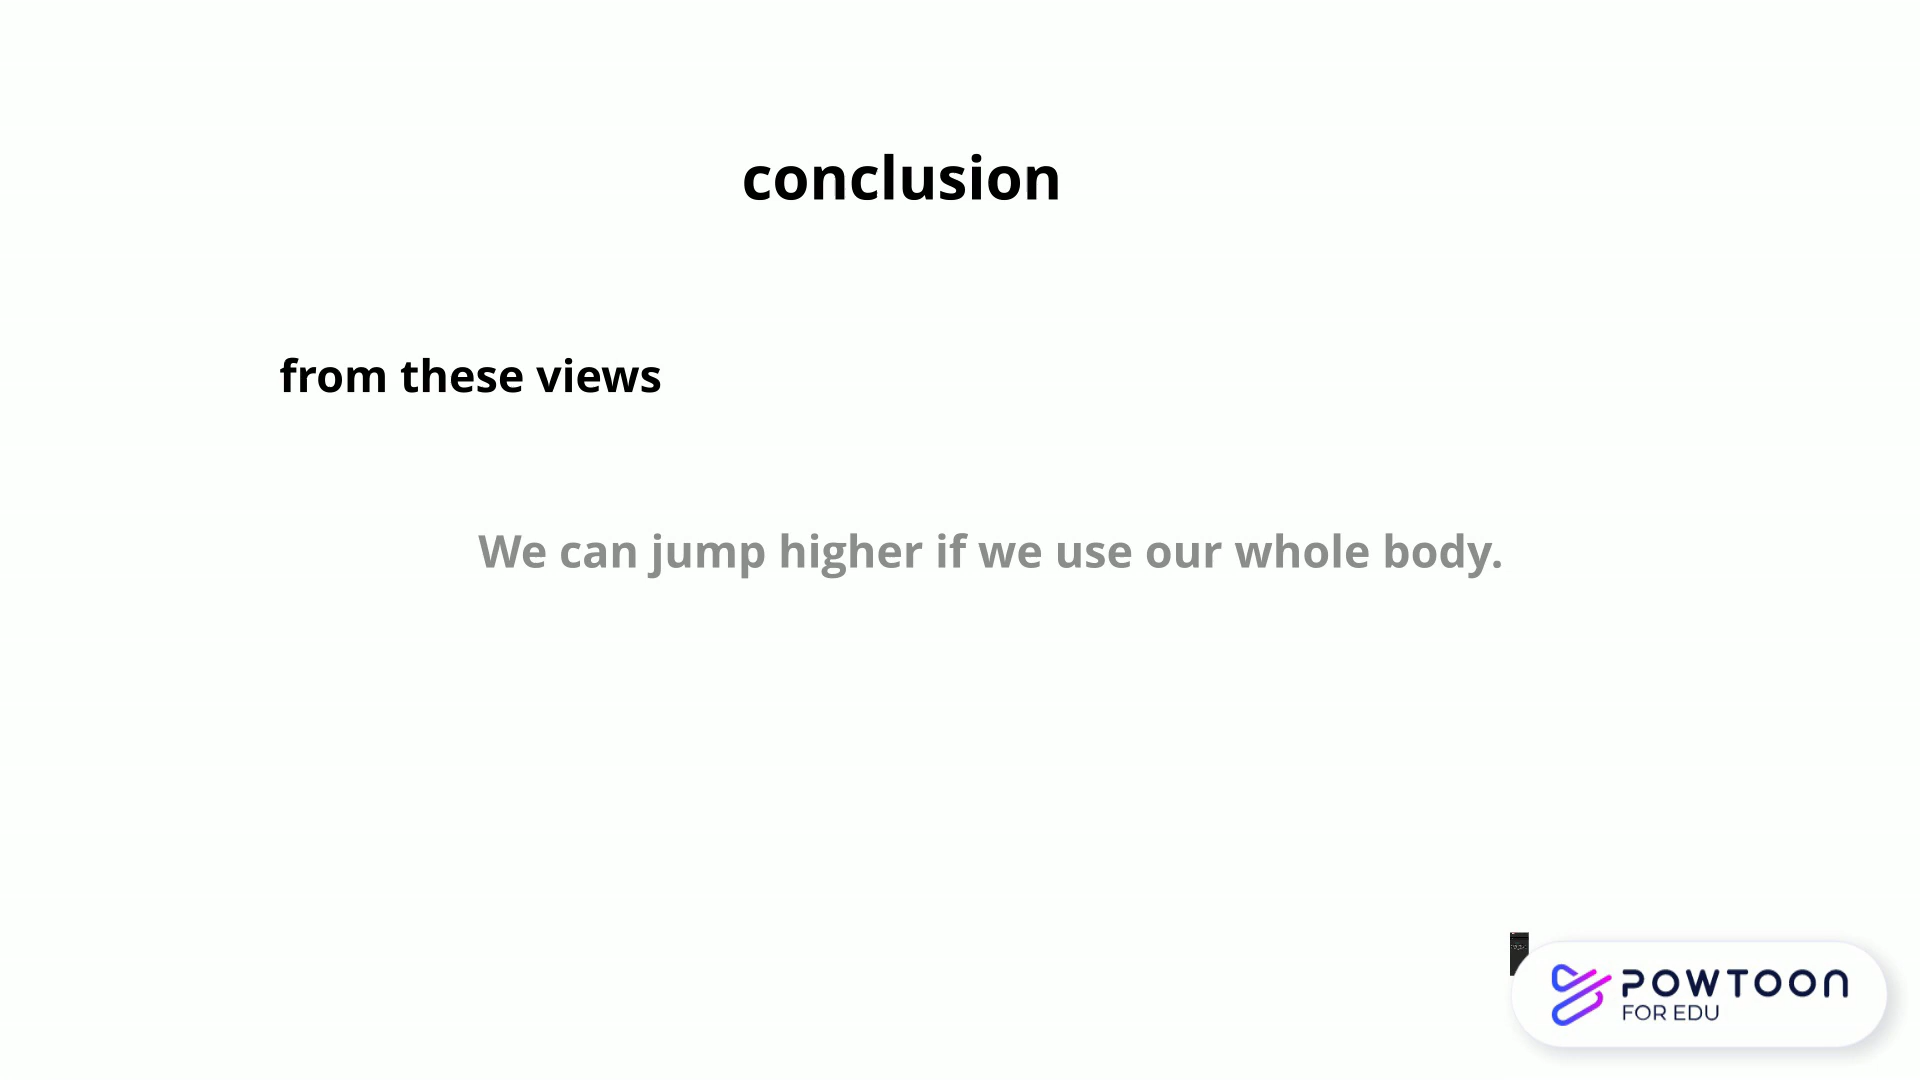 conclusion
from these views
We can jump higher if we use our whole body.
POWTOON
FOR EDU